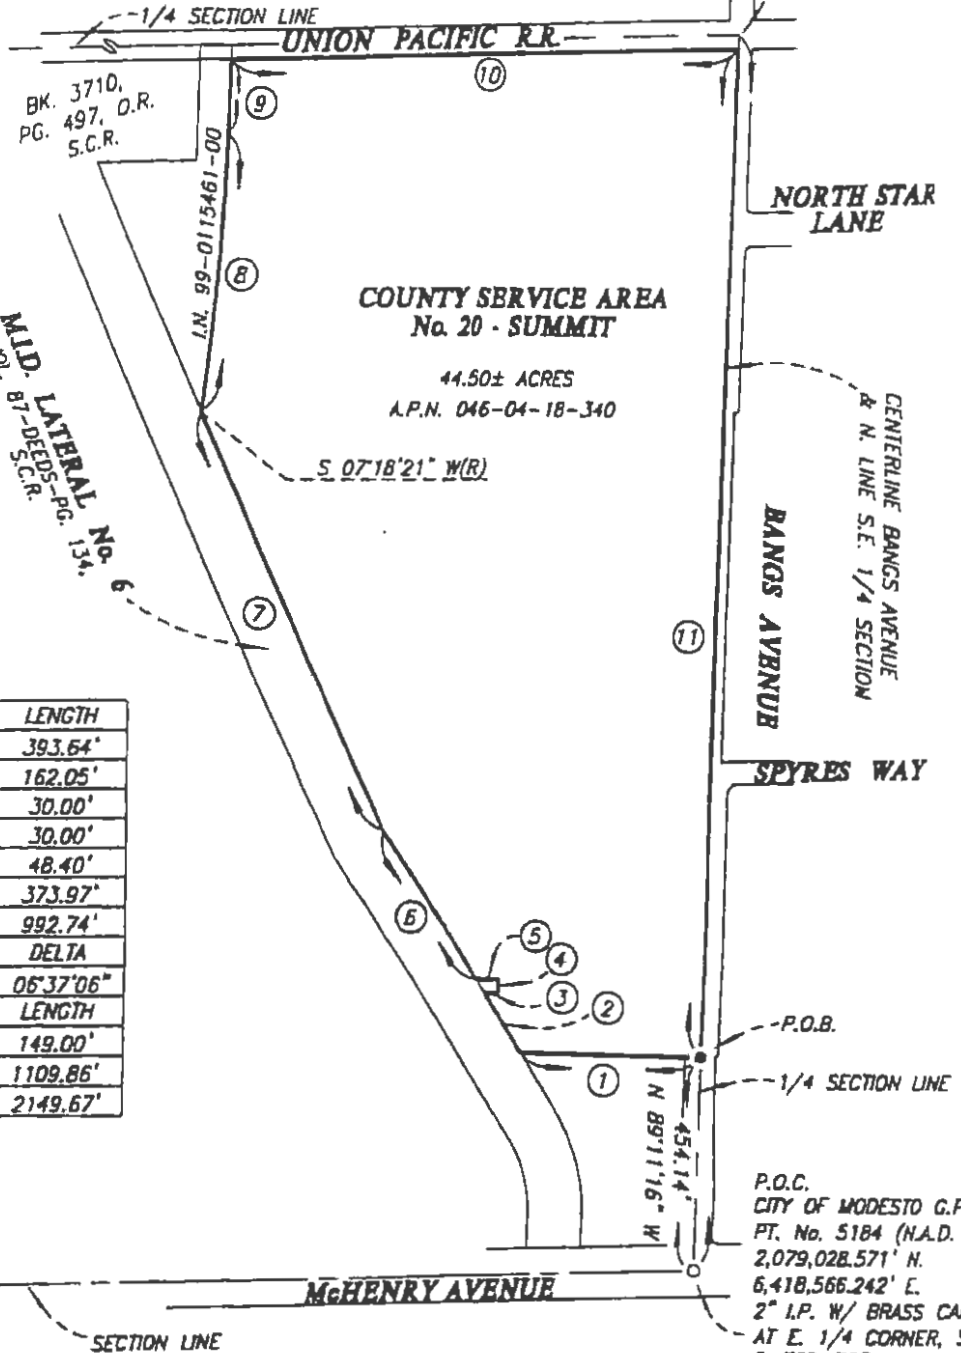 1/4 SECTION LINE
UNION PACIFIC R.R.
BK. 3710,
PG. 497, O.R.
S.C.R.
10
9
I.N. 99-0115461-00
8
NORTH STAR
LANE
COUNTY SERVICE AREA
No. 20 - SUMMIT
44.50± ACRES
A.P.N. 046-04-18-340
S 07°18'21" W(R)
M.I.D. LATERAL No. 6
87-DEEDS-PG. 134,
S.C.R.
CENTERLINE BANGS AVENUE
& N. LINE S.E. 1/4 SECTION
BANGS AVENUE
7
11
SPYRES WAY
LENGTH
393.64'
162.05'
30.00'
30.00'
48.40'
373.97'
992.74'
DELTA
06°37'06"
LENGTH
149.00'
1109.86'
2149.67'
6
5
4
3
2
1
P.O.B.
1/4 SECTION LINE
454.14'
N 89°11'16" W
P.O.C.
CITY OF MODESTO G.P.
PT. No. 5184 (N.A.D.
2,079,028.571' N.
6,418,566.242' E.
2" I.P. W/ BRASS CA
AT E. 1/4 CORNER, S
McHENRY AVENUE
SECTION LINE